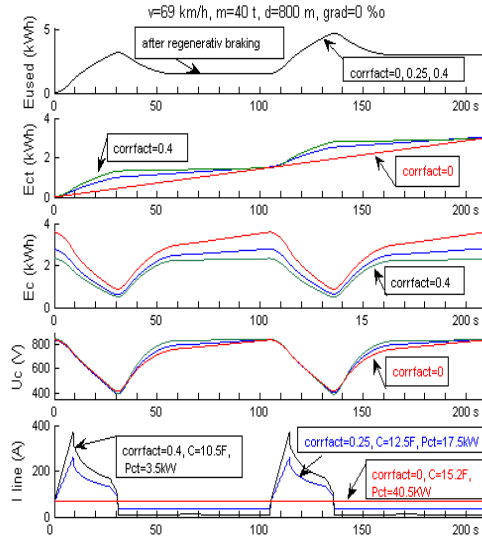 v=69 km/h, m=40 t, d=800 m, grad=0 %o
Eused (kWh)
5
0
after regenerativ braking
corrfact=0, 0.25, 0.4
0
50
100
150
200 s
Ect (kWh)
4
2
0
corrfact=0.4
corrfact=0
0
50
100
150
200 s
Ec (kWh)
4
2
0
corrfact=0.4
15
50
100
150
200 s
Uc (V)
800
600
400
corrfact=0
0
50
100
150
200 s
I line (A)
400
200
0
corrfact=0.4, C=10.5F,
Pct=3.5kW
corrfact=0.25, C=12.5F, Pct=17.5kW
corrfact=0, C=15.2F,
Pct=40.5KW
0
50
100
150
200 s